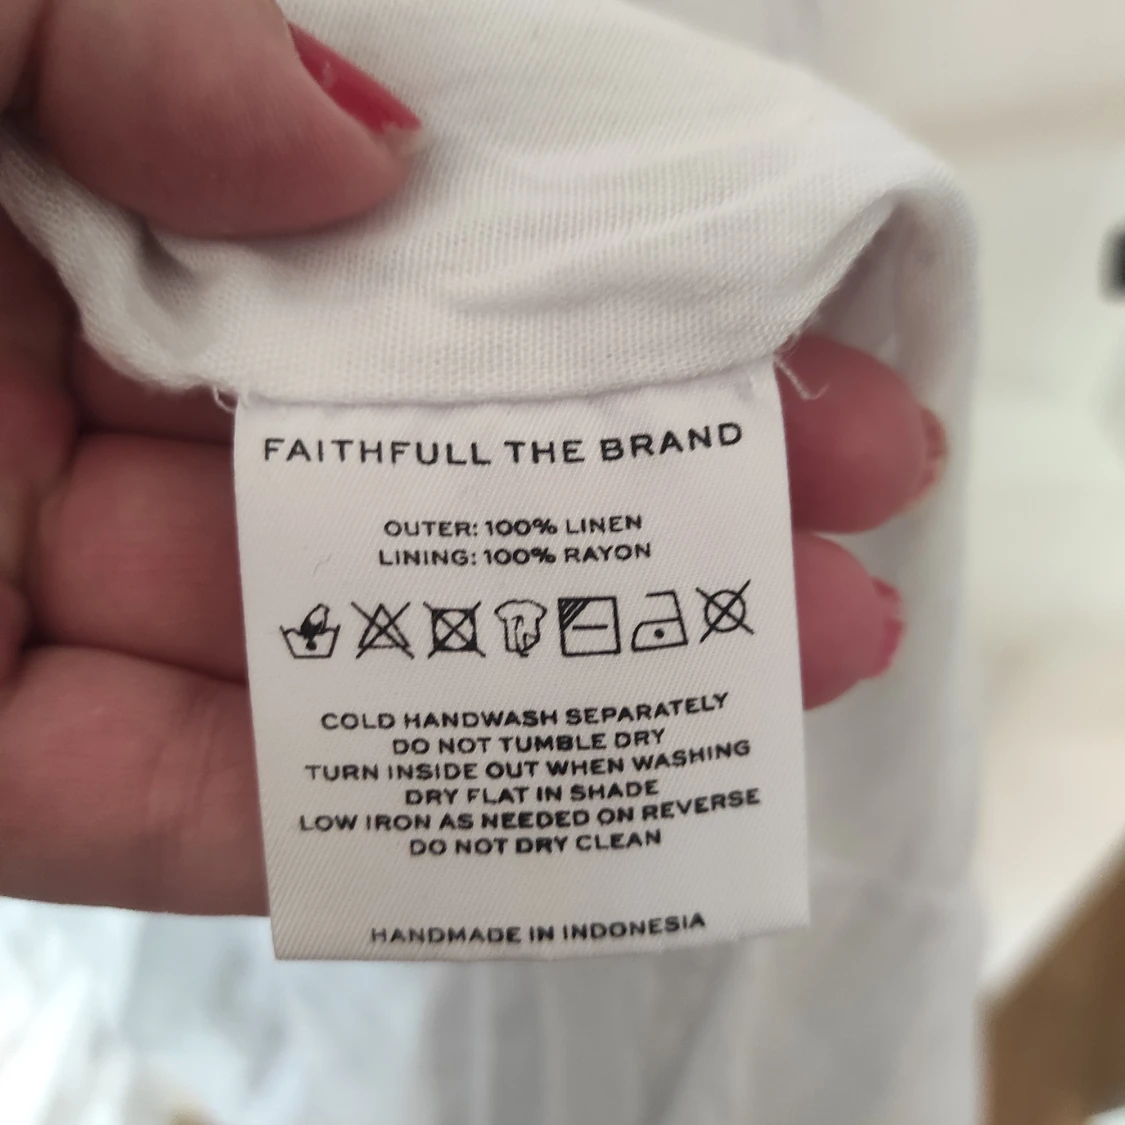 FAITHFULL THE BRAND
OUTER: 100% LINEN
LINING: 100% RAYON
COLD HANDWASH SEPARATELY
DO NOT TUMBLE DRY
TURN INSIDE OUT WHEN WASHING
DRY FLAT IN SHADE
LOW IRON AS NEEDED ON REVERSE
DO NOT DRY CLEAN
HANDMADE IN INDONESIA